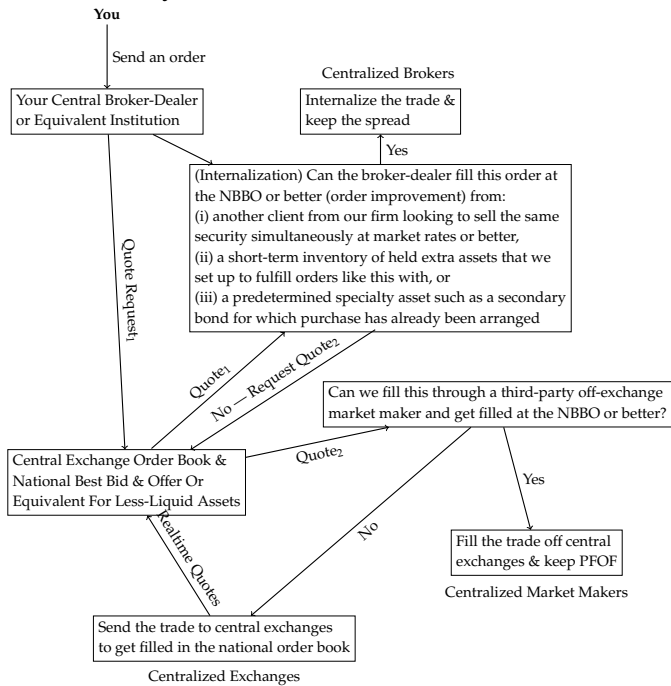 You
Send an order
Centralized Brokers
Your Central Broker-Dealer
or Equivalent Institution
Internalize the trade &
keep the spread
Yes
(Internalization) Can the broker-dealer fill this order at
the NBBO or better (order improvement) from:
(i) another client from our firm looking to sell the same
security simultaneously at market rates or better,
(ii) a short-term inventory of held extra assets that we
set up to fulfill orders like this with, or
(iii) a predetermined specialty asset such as a secondary
bond for which purchase has already been arranged
Quote Request1
Quote1
No — Request Quote2
Can we fill this through a third-party off-exchange
market maker and get filled at the NBBO or better?
Central Exchange Order Book &
National Best Bid & Offer Or
Equivalent For Less-Liquid Assets
Quote2
Yes
No
Realtime Quotes
Fill the trade off central
exchanges & keep PFOF
Centralized Market Makers
Send the trade to central exchanges
to get filled in the national order book
Centralized Exchanges